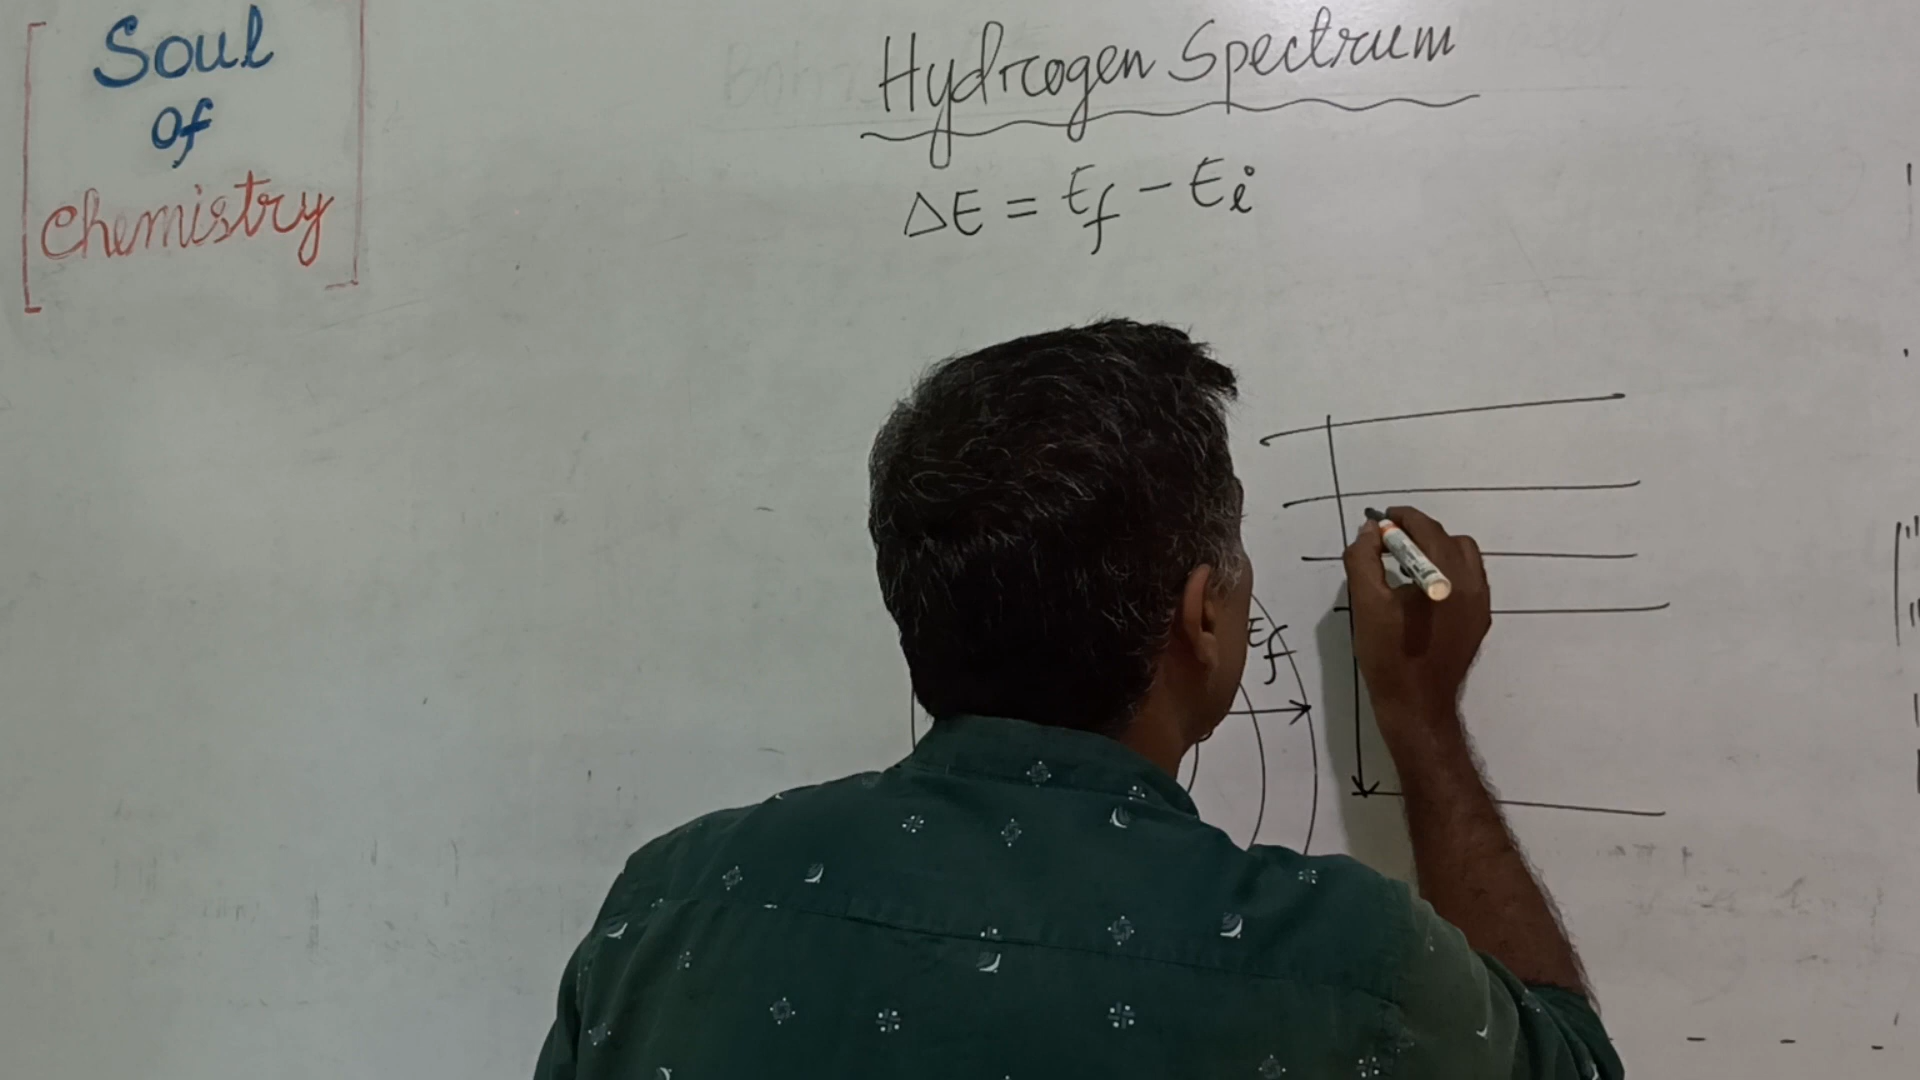 Soul
Of
Chemistry
Hydrogen Spectrum
ΔE = Ef - Ei
Ef